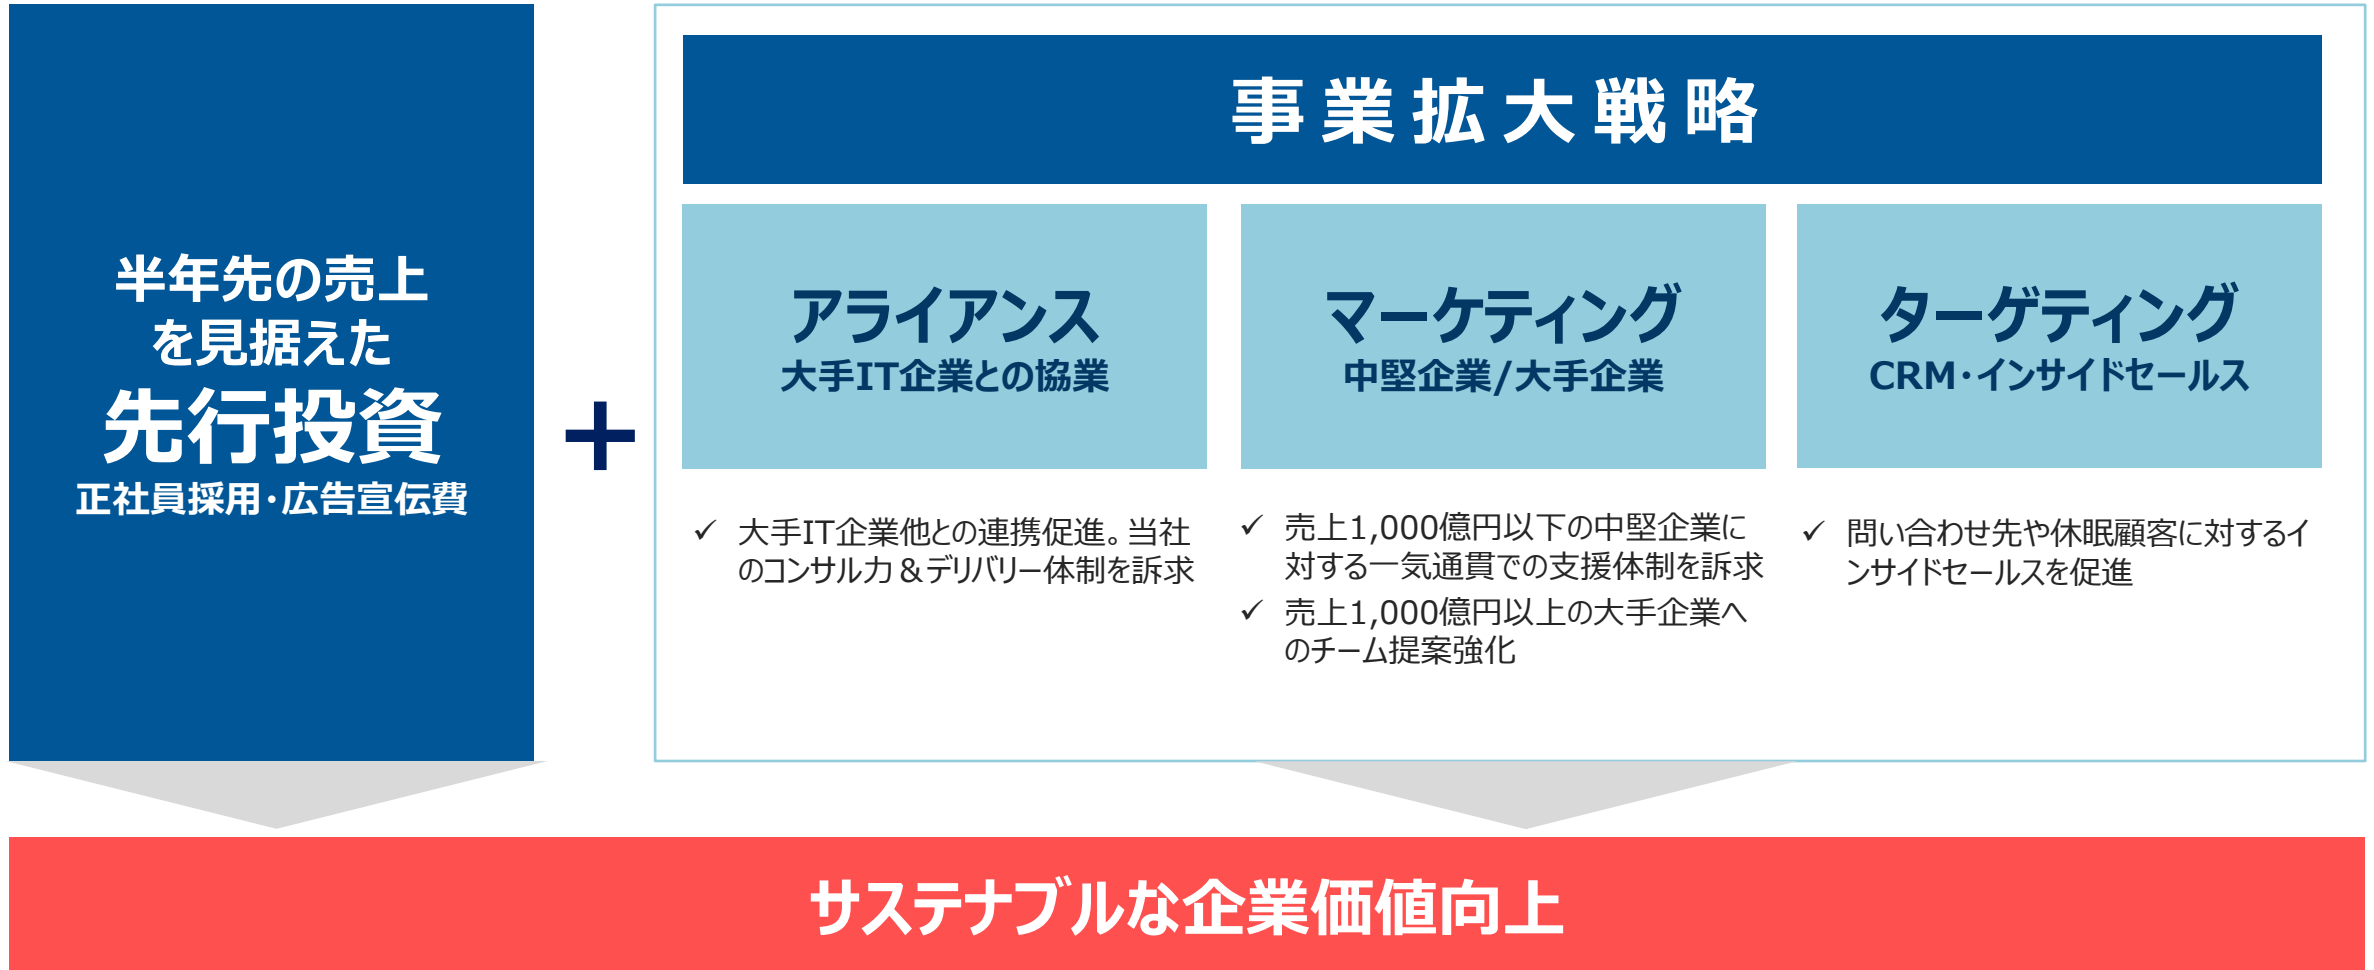 半年先の売上
を見据えた
先行投資
正社員採用・広告宣伝費
+
事業拡大戦略
アライアンス
大手IT企業との協業
✓ 大手IT企業他との連携促進。当社
のコンサル力＆デリバリー体制を訴求
マーケティング
中堅企業/大手企業
✓ 売上1,000億円以下の中堅企業に
対する一気通貫での支援体制を訴求
✓ 売上1,000億円以上の大手企業へ
のチーム提案強化
ターゲティング
CRM・インサイドセールス
✓ 問い合わせ先や休眠顧客に対するイ
ンサイドセールスを促進
サステナブルな企業価値向上